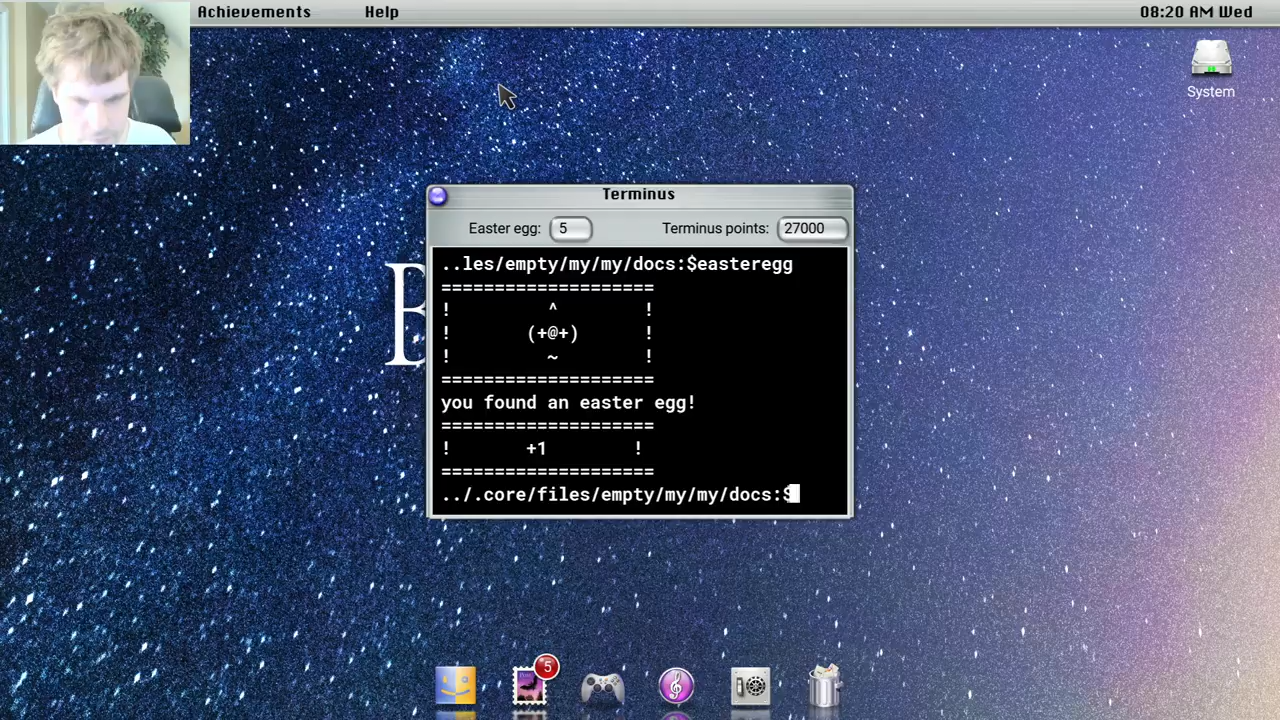 Achievements Help 08:20 AM Wed
System
Terminus
Easter egg: 5 Terminus points: 27000
..les/empty/my/my/docs:$easteregg
====================
! ^ !
! (+@+) !
! ~ !
====================
you found an easter egg!
====================
! +1 !
====================
../.core/files/empty/my/my/docs:$
B
5